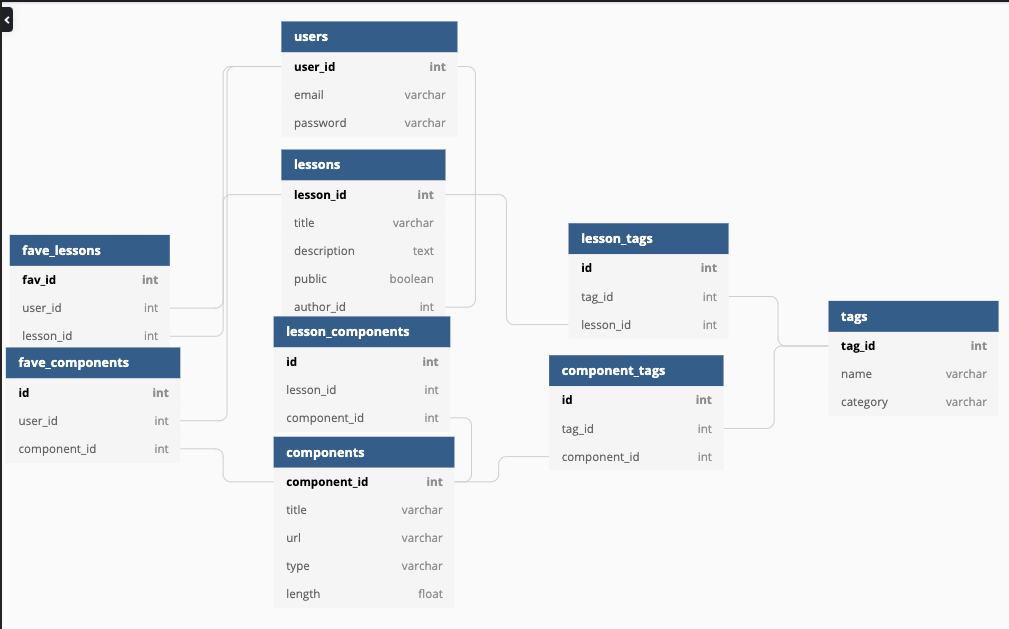 users
user_id int
email varchar
password varchar
lessons
lesson_id int
title varchar
description text
public boolean
author_id int
fave_lessons
fav_id int
user_id int
lesson_id int
fave_components
id int
user_id int
component_id int
lesson_components
id int
lesson_id int
component_id int
components
component_id int
title varchar
url varchar
type varchar
length float
lesson_tags
id int
tag_id int
lesson_id int
component_tags
id int
tag_id int
component_id int
tags
tag_id int
name varchar
category varchar